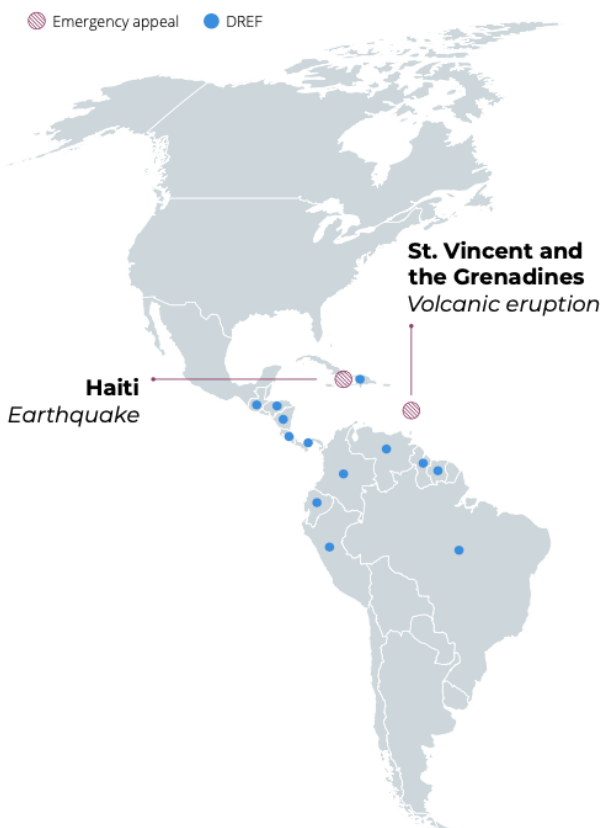 Emergency appeal
DREF
St. Vincent and
the Grenadines
Volcanic eruption
Haiti
Earthquake